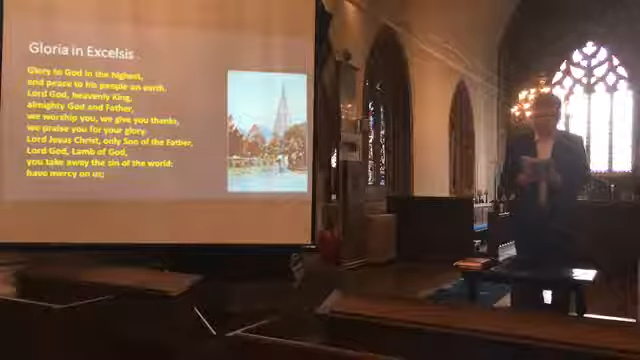 Gloria in Excelsis
Glory to God in the highest,
and peace to his people on earth.
Lord God, heavenly King,
almighty God and Father,
we worship you, we give you thanks,
we praise you for your glory.
Lord Jesus Christ, only Son of the Father,
Lord God, Lamb of God,
you take away the sin of the world:
have mercy on us;